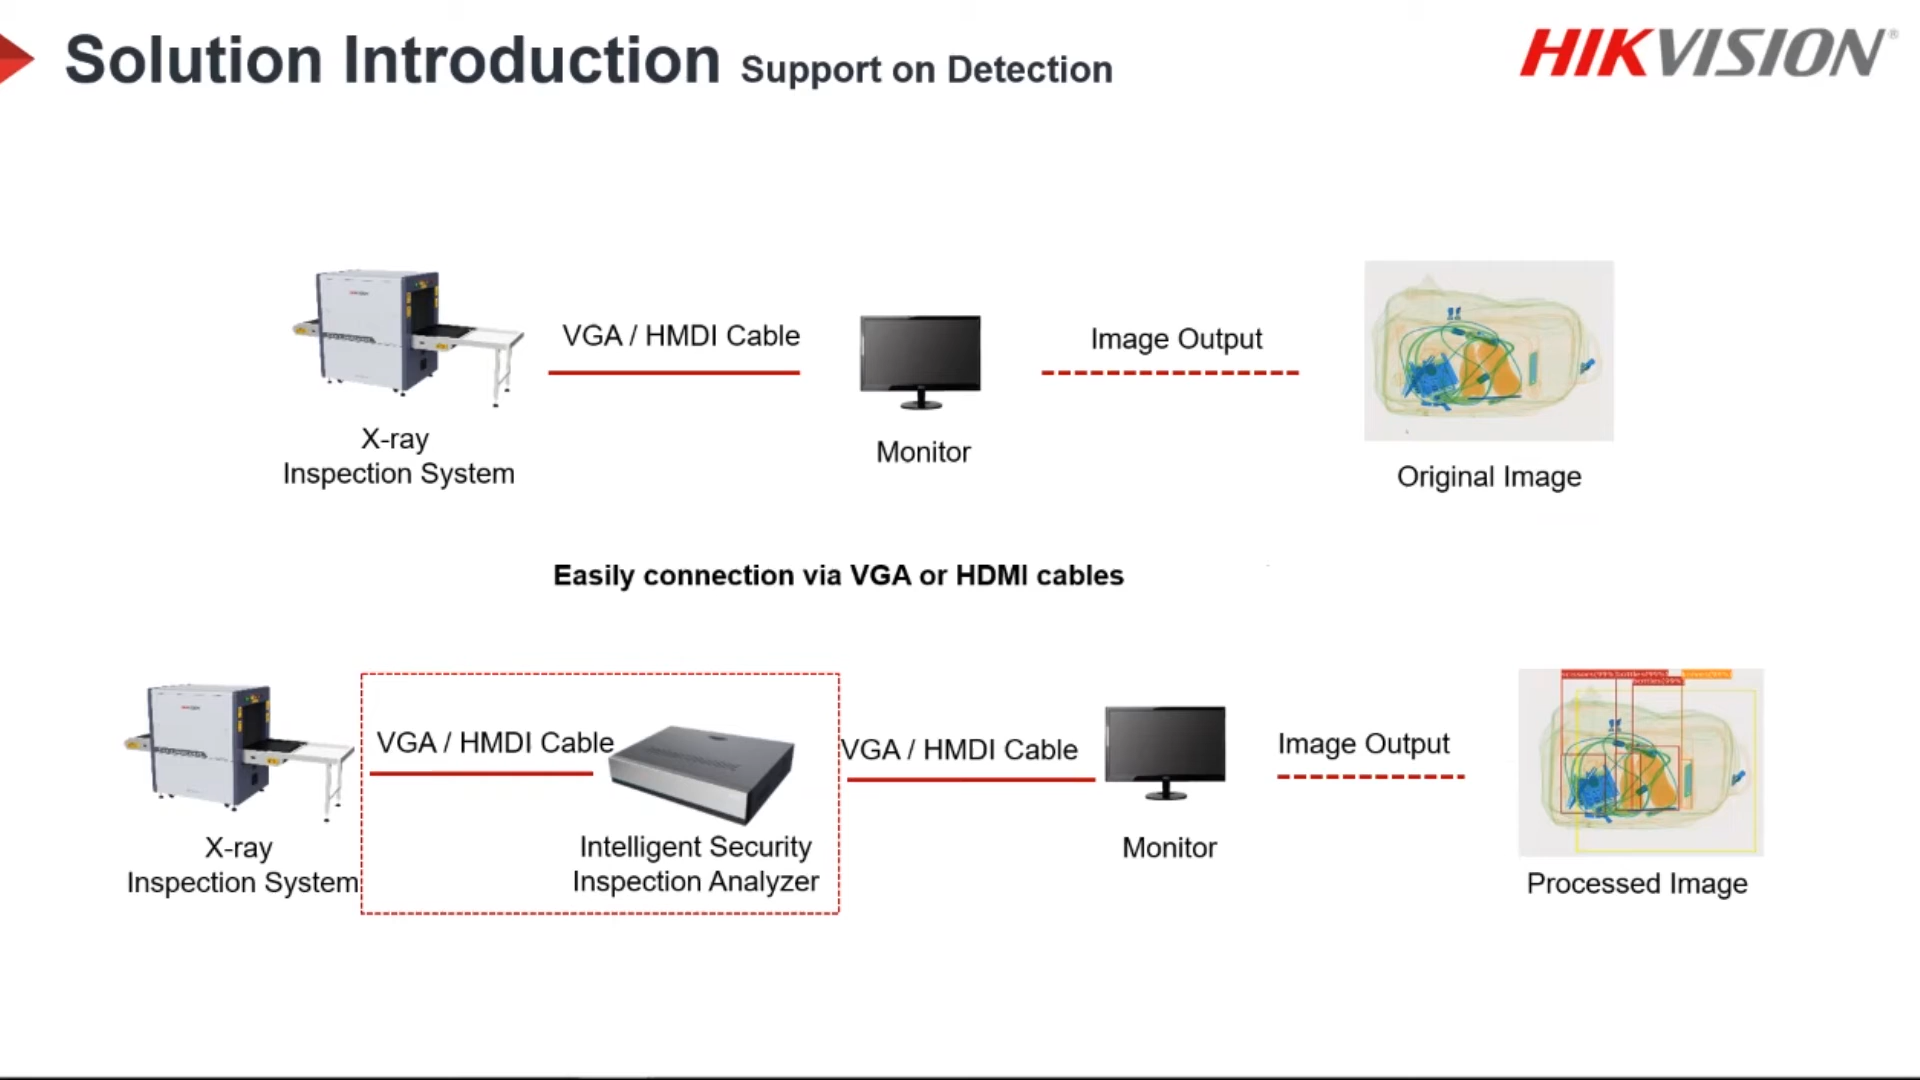 Solution Introduction Support on Detection
HIKVISION®
VGA / HMDI Cable
Image Output
X-ray
Inspection System
Monitor
Original Image
Easily connection via VGA or HDMI cables
VGA / HMDI Cable
VGA / HMDI Cable
Image Output
X-ray
Inspection System
Intelligent Security
Inspection Analyzer
Monitor
Processed Image